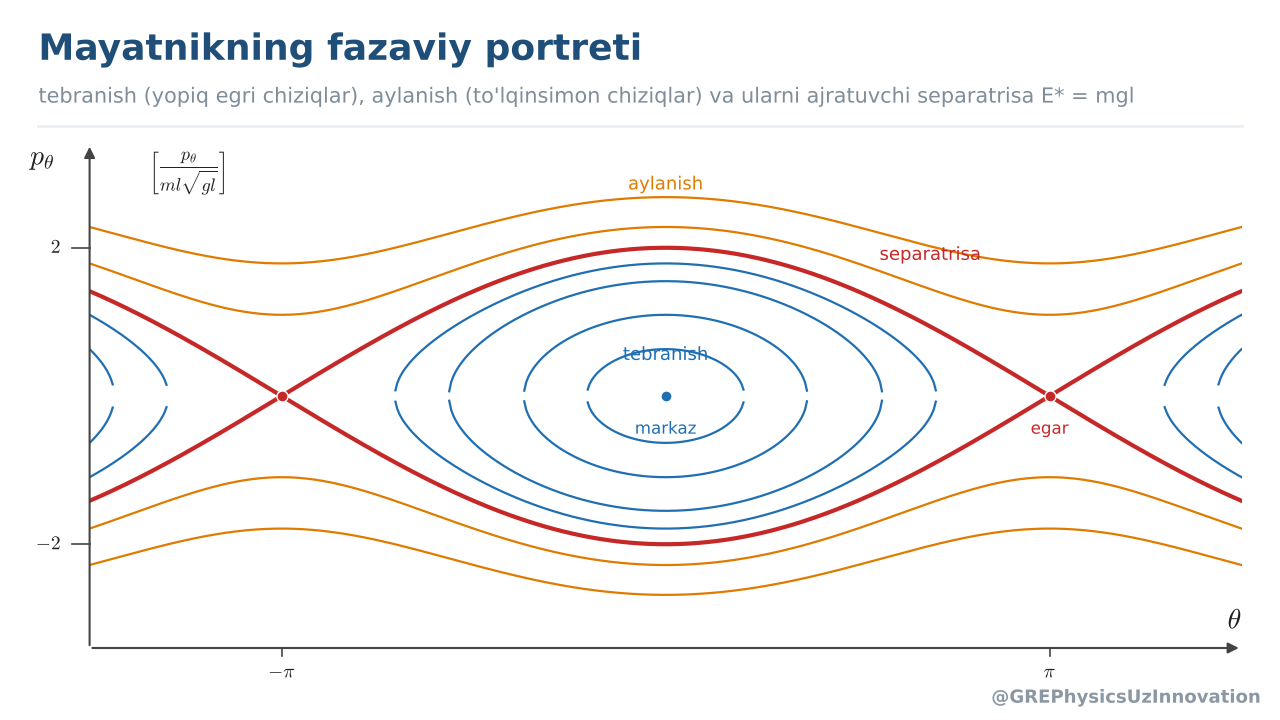 Mayatnikning fazaviy portreti
tebranish (yopiq egri chiziqlar), aylanish (to'lqinsimon chiziqlar) va ularni ajratuvchi separatrisa E* = mgl
p_θ
[p_θ / ml√gl]
aylanish
2
separatrisa
tebranish
markaz
egar
−2
θ
−π
π
@GREPhysicsUzInnovation